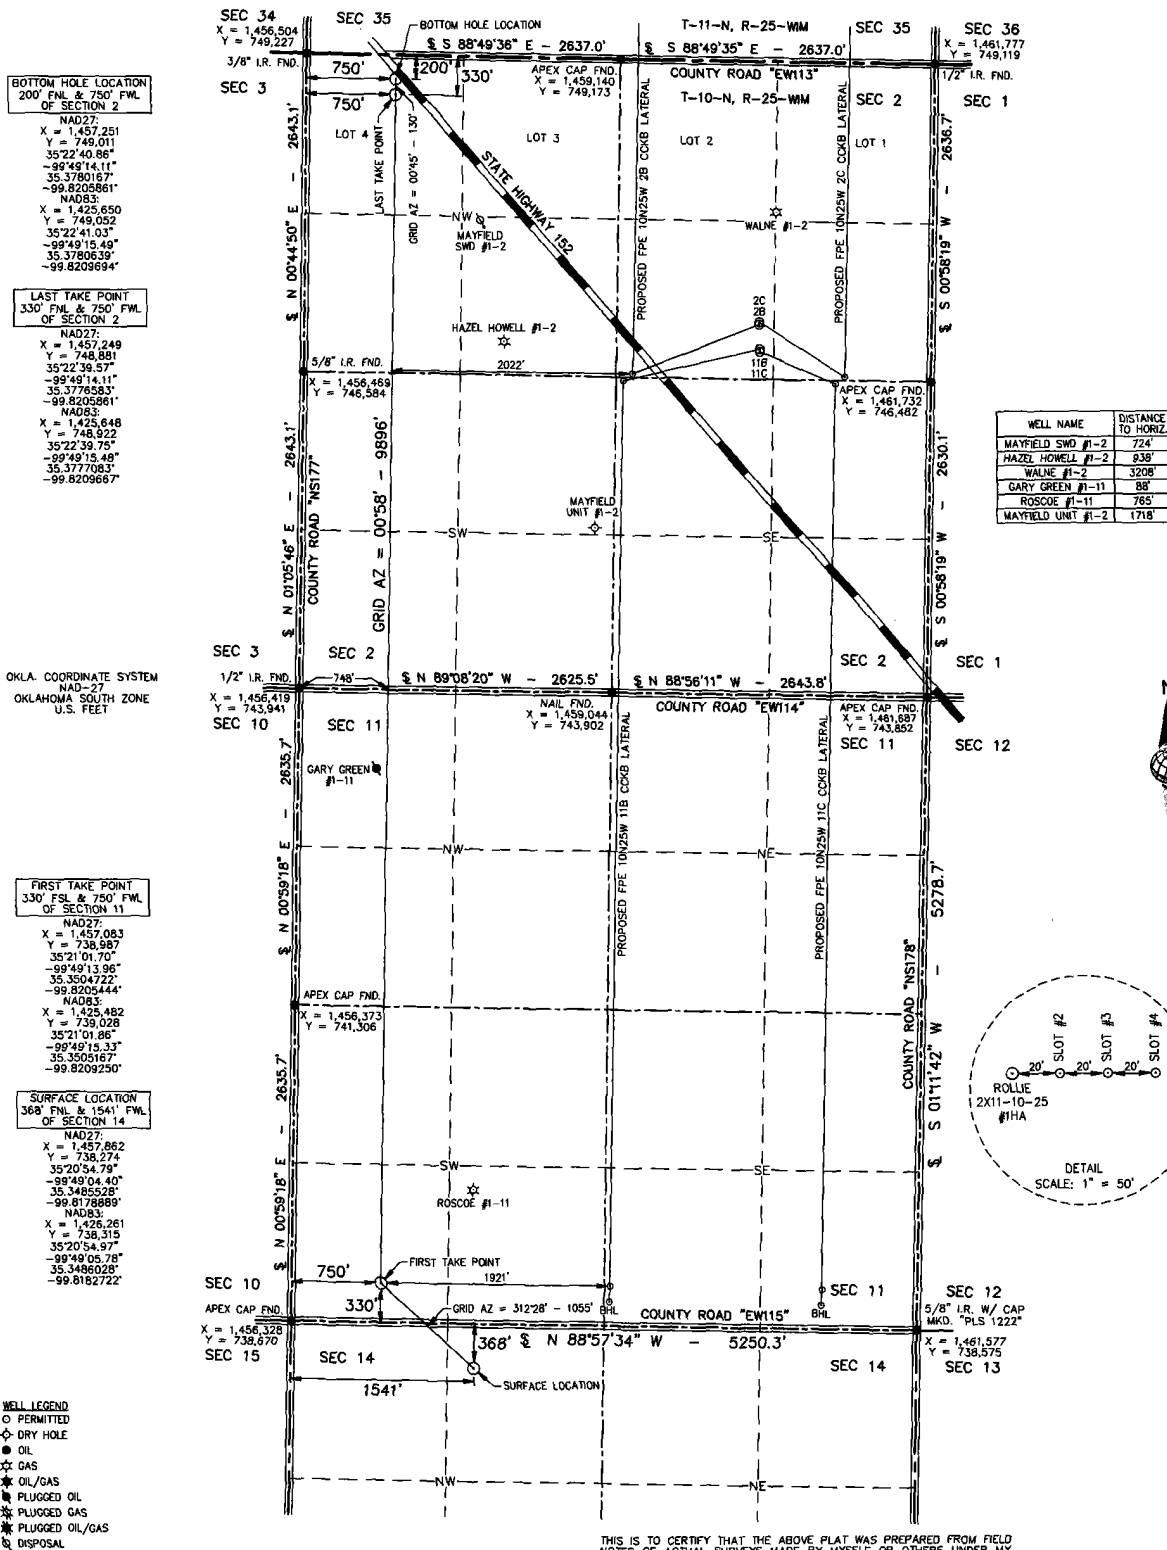 SEC 34
SEC 35
X = 1,456,504
Y = 749,227
3/8" I.R. FND.
SEC 3
BOTTOM HOLE LOCATION
T-11-N, R-25-WIM
SEC 35
SEC 36
X = 1,461,777
Y = 749,119
1/2" I.R. FND.
S 88°49'36" E - 2637.0'
S 88°49'35" E - 2637.0'
750'
200'
330'
750'
APEX CAP FND.
X = 1,459,140
Y = 749,173
COUNTY ROAD "EW113"
T-10-N, R-25-WIM
SEC 2
SEC 1
LOT 4
LOT 3
LOT 2
LOT 1
LAST TAKE POINT
GRID AZ = 00°45' - 130'
STATE HIGHWAY 152
PROPOSED FPE 10N25W 2B CCKB LATERAL
PROPOSED FPE 10N25W 2C CCKB LATERAL
2643.1'
N 00°44'50" E
2636.7'
S 00°58'19" W
NW
MAYFIELD
SWD #1-2
WALNE #1-2
HAZEL HOWELL #1-2
2C
2B
11B
11C
2022'
5/8" I.R. FND.
X = 1,456,469
Y = 746,584
APEX CAP FND.
X = 1,461,732
Y = 746,482
BOTTOM HOLE LOCATION
200' FNL & 750' FWL
OF SECTION 2
NAD27:
X = 1,457,251
Y = 749,011
35°22'40.86"
-99°49'14.11"
35.3780167°
-99.8205861°
NAD83:
X = 1,425,650
Y = 749,052
35°22'41.03"
-99°49'15.49"
35.3780639°
-99.8209694°
LAST TAKE POINT
330' FNL & 750' FWL
OF SECTION 2
NAD27:
X = 1,457,249
Y = 748,881
35°22'39.57"
-99°49'14.11"
35.3776583°
-99.8205861°
NAD83:
X = 1,425,648
Y = 748,922
35°22'39.75"
-99°49'15.48"
35.3777083°
-99.8209667°
WELL NAME DISTANCE TO HORIZ.
MAYFIELD SWD #1-2 724'
HAZEL HOWELL #1-2 938'
WALNE #1-2 3208'
GARY GREEN #1-11 88'
ROSCOE #1-11 765'
MAYFIELD UNIT #1-2 1718'
2643.1'
N 01°05'46" E
COUNTY ROAD "NS177"
GRID AZ = 00°58' - 9896'
MAYFIELD
UNIT #1-2
SW
SE
2630.1'
S 00°58'19" W
SEC 3
SEC 2
SEC 2
SEC 1
OKLA. COORDINATE SYSTEM
NAD-27
OKLAHOMA SOUTH ZONE
U.S. FEET
1/2" I.R. FND.
X = 1,456,419
Y = 743,941
SEC 10
748'
N 89°08'20" W - 2625.5'
N 88°56'11" W - 2643.8'
NAIL FND.
X = 1,459,044
Y = 743,902
COUNTY ROAD "EW114"
APEX CAP FND.
X = 1,461,687
Y = 743,852
SEC 11
SEC 11
SEC 12
N
2635.7'
N 00°59'18" E
GARY GREEN
#1-11
PROPOSED FPE 10N25W 11B CCKB LATERAL
PROPOSED FPE 10N25W 11C CCKB LATERAL
NW
NE
5278.7'
S 01°11'42" W
COUNTY ROAD "NS178"
FIRST TAKE POINT
330' FSL & 750' FWL
OF SECTION 11
NAD27:
X = 1,457,083
Y = 738,987
35°21'01.70"
-99°49'13.96"
35.3504722°
-99.8205444°
NAD83:
X = 1,425,482
Y = 739,028
35°21'01.86"
-99°49'15.33"
35.3505167°
-99.8209250°
APEX CAP FND.
X = 1,456,373
Y = 741,306
2635.7'
N 00°59'18" E
SURFACE LOCATION
368' FNL & 1541' FWL
OF SECTION 14
NAD27:
X = 1,457,862
Y = 738,274
35°20'54.79"
-99°49'04.40"
35.3485528°
-99.8178889°
NAD83:
X = 1,426,261
Y = 738,315
35°20'54.97"
-99°49'05.78"
35.3486028°
-99.8182722°
SLOT #2
SLOT #3
SLOT #4
20'
20'
20'
ROLLIE
2X11-10-25
#1HA
DETAIL
SCALE: 1" = 50'
SW
SE
ROSCOE #1-11
FIRST TAKE POINT
750'
1921'
330'
SEC 10
SEC 11
SEC 12
GRID AZ = 312°28' - 1055'
BHL
BHL
COUNTY ROAD "EW115"
5/8" I.R. W/ CAP
MKD. "PLS 1222"
X = 1,461,577
Y = 738,575
APEX CAP FND.
X = 1,456,328
Y = 738,670
SEC 15
SEC 14
368'
N 88°57'34" W - 5250.3'
SEC 14
SEC 13
1541'
SURFACE LOCATION
NW
NE
WELL LEGEND
PERMITTED
DRY HOLE
OIL
GAS
OIL/GAS
PLUGGED OIL
PLUGGED GAS
PLUGGED OIL/GAS
DISPOSAL
THIS IS TO CERTIFY THAT THE ABOVE PLAT WAS PREPARED FROM FIELD
NOTES OF ACTUAL SURVEYS MADE BY MYSELF OR OTHERS UNDER MY